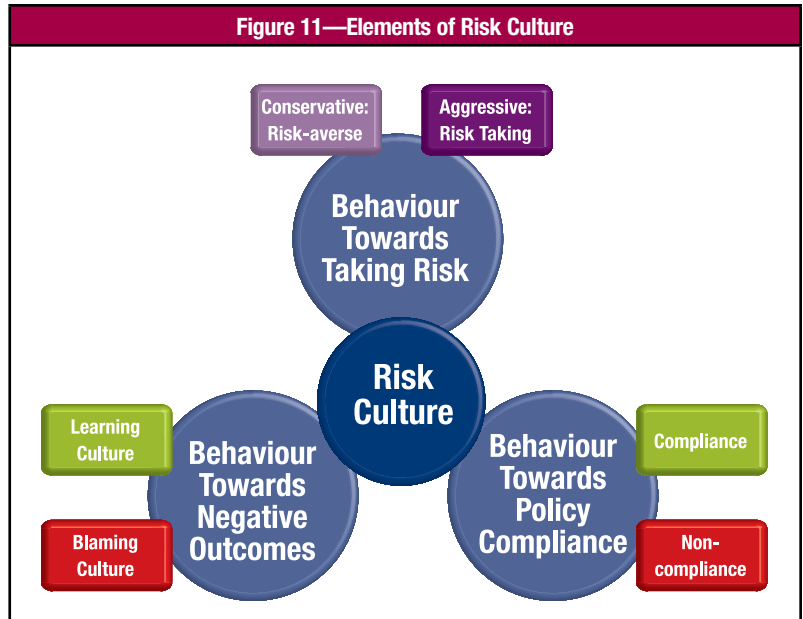 Figure 11—Elements of Risk Culture
Conservative:
Risk-averse
Aggressive:
Risk Taking
Behaviour
Towards
Taking Risk
Risk
Culture
Learning
Culture
Blaming
Culture
Behaviour
Towards
Negative
Outcomes
Behaviour
Towards
Policy
Compliance
Compliance
Non-
compliance